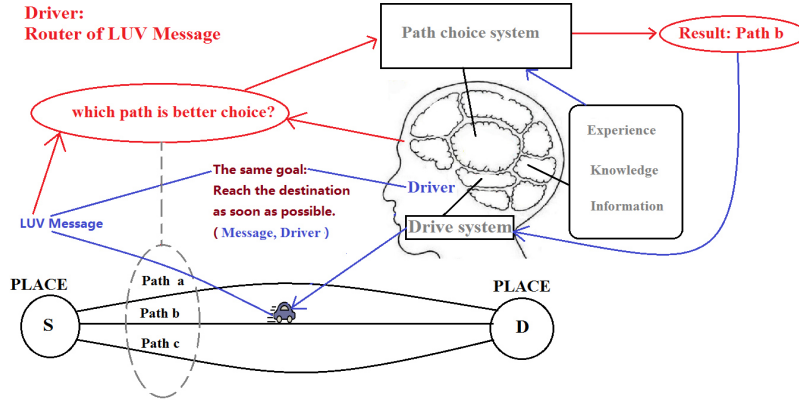 Driver:
Router of LUV Message
Path choice system
Result: Path b
which path is better choice?
Experience
Knowledge
Information
The same goal:
Reach the destination
as soon as possible.
( Message, Driver )
Driver
LUV Message
Drive system
PLACE
S
Path a
Path b
Path c
PLACE
D